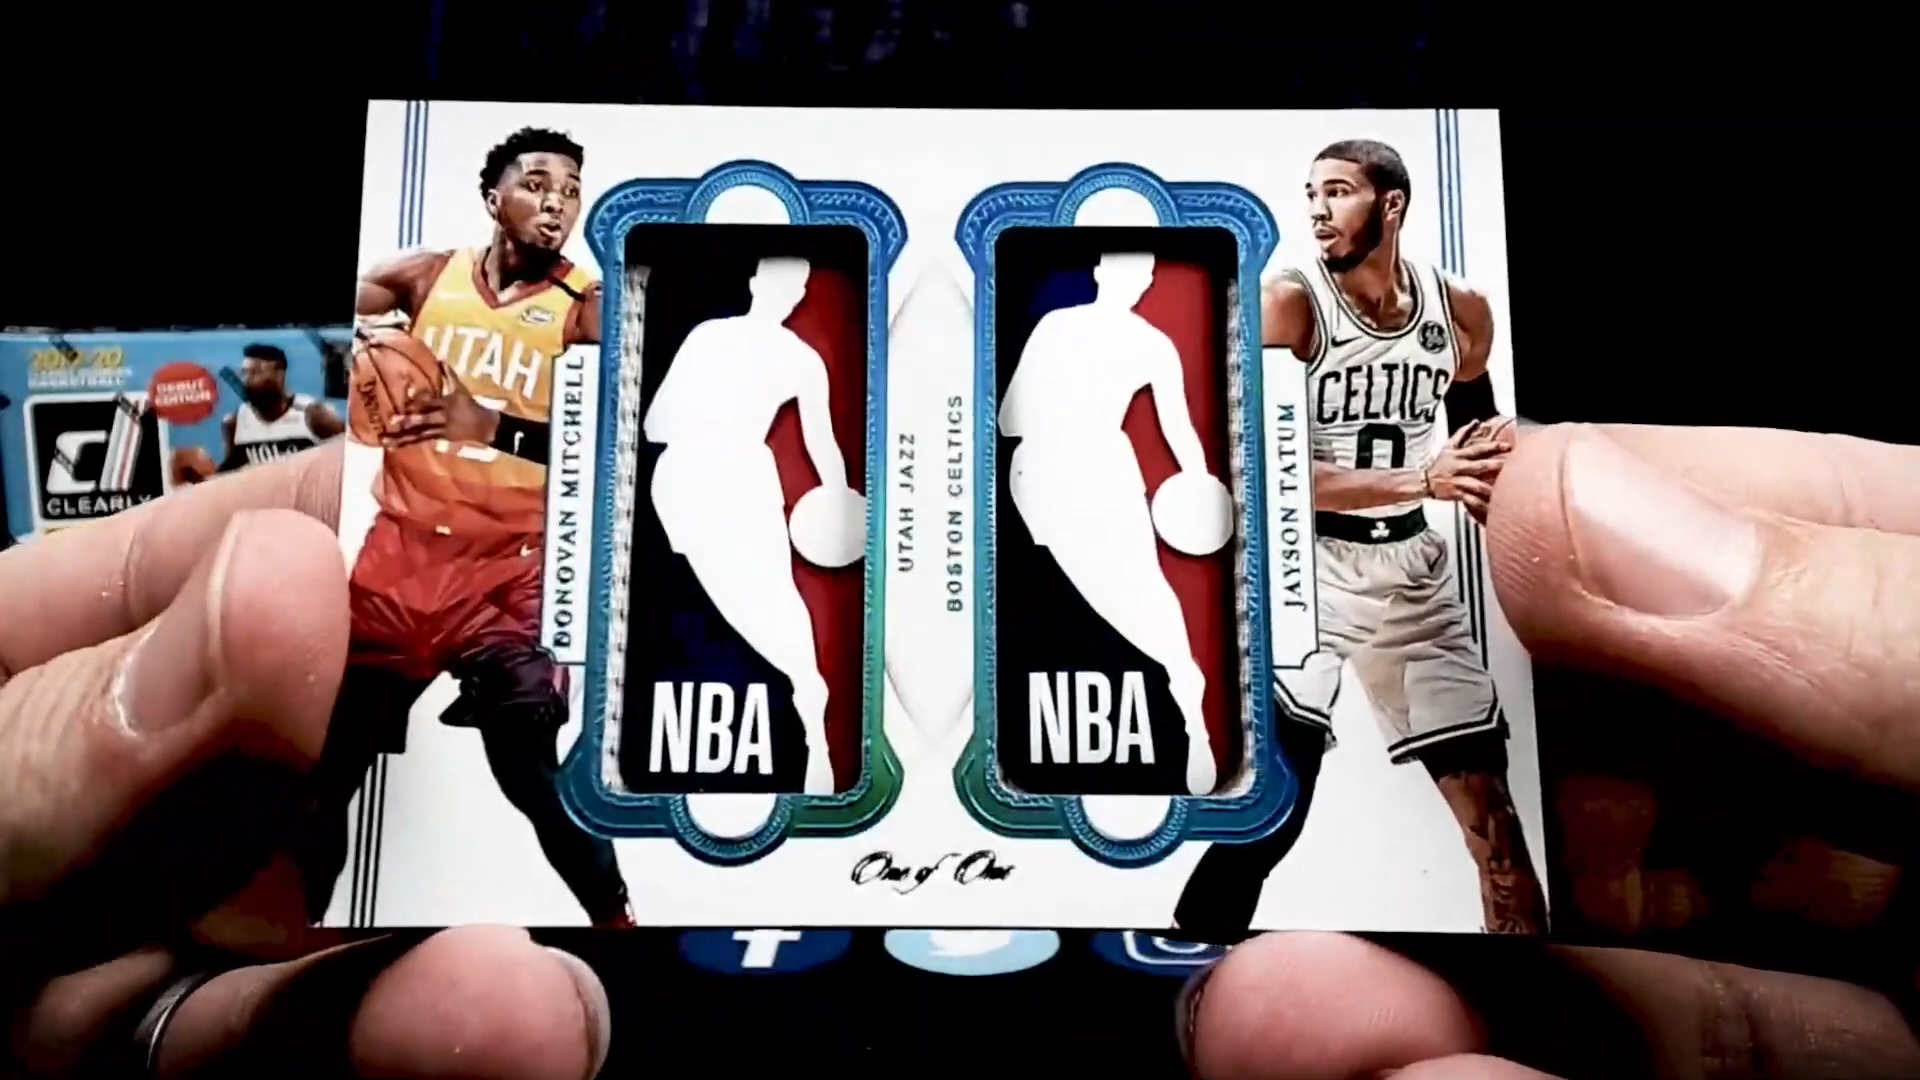 2019-20
BASKETBALL
DEBUT
EDITION
CLEARLY
UTAH
DONOVAN MITCHELL
NBA
UTAH JAZZ
BOSTON CELTICS
NBA
JAYSON TATUM
CELTICS
0
One of One